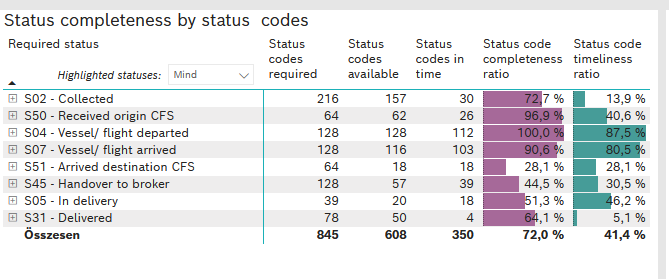 Status completeness by status codes
Required status Status codes required Status codes available Status codes in time Status code completeness ratio Status code timeliness ratio
Highlighted statuses: Mind
S02 - Collected 216 157 30 72,7 % 13,9 %
S50 - Received origin CFS 64 62 26 96,9 % 40,6 %
S04 - Vessel/ flight departed 128 128 112 100,0 % 87,5 %
S07 - Vessel/ flight arrived 128 116 103 90,6 % 80,5 %
S51 - Arrived destination CFS 64 18 18 28,1 % 28,1 %
S45 - Handover to broker 128 57 39 44,5 % 30,5 %
S05 - In delivery 39 20 18 51,3 % 46,2 %
S31 - Delivered 78 50 4 64,1 % 5,1 %
Összesen 845 608 350 72,0 % 41,4 %